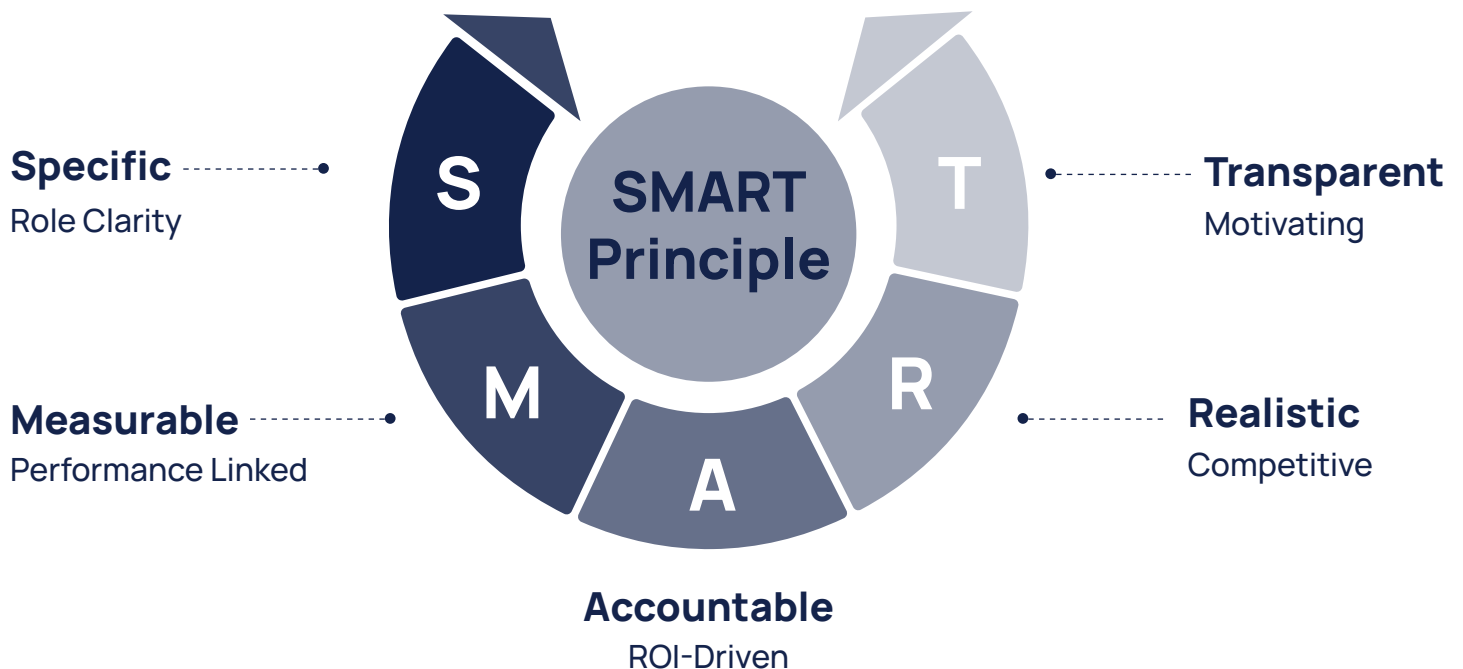 SMART
Principle
S
Specific
Role Clarity
M
Measurable
Performance Linked
A
Accountable
ROI-Driven
R
Realistic
Competitive
T
Transparent
Motivating